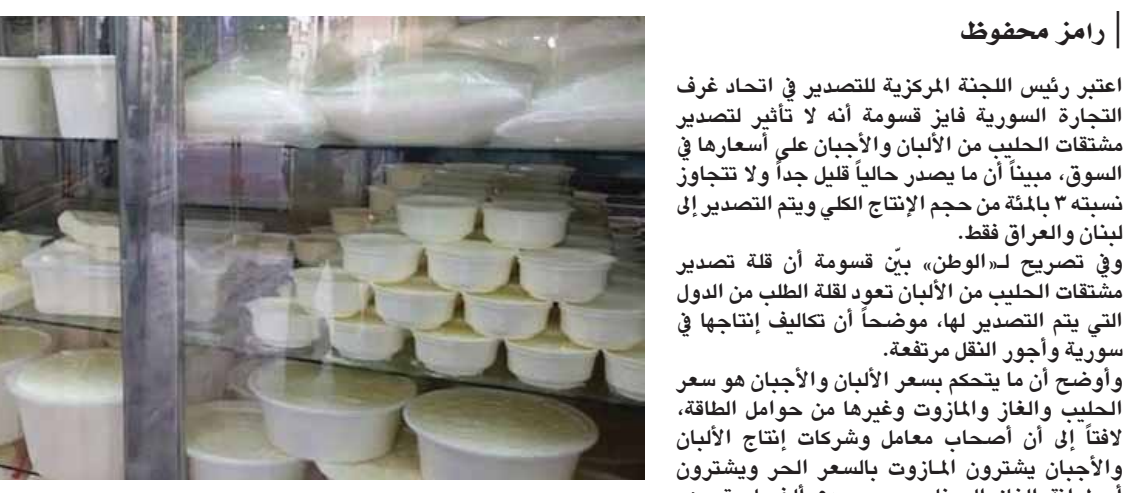 رامز محفوظ
اعتبر رئيس اللجنة المركزية للتصدير في اتحاد غرف
التجارة السورية فايز قسومة أنه لا تأثير لتصدير
مشتقات الحليب من الألبان والأجبان على أسعارها في
السوق، مبيناً أن ما يصدر حالياً قليل جداً ولا تتجاوز
نسبته ٣ بالمئة من حجم الإنتاج الكلي ويتم التصدير إلى
لبنان والعراق فقط.
وفي تصريح لـ«الوطن» بيّن قسومة أن قلة تصدير
مشتقات الحليب من الألبان تعود لقلة الطلب من الدول
التي يتم التصدير لها، موضحاً أن تكاليف إنتاجها في
سورية وأجور النقل مرتفعة.
وأوضح أن ما يتحكم بسعر الألبان والأجبان هو سعر
الحليب والغاز والمازوت وغيرها من حوامل الطاقة،
لافتاً إلى أن أصحاب معامل وشركات إنتاج الألبان
والأجبان يشترون المازوت بالسعر الحر ويشترون